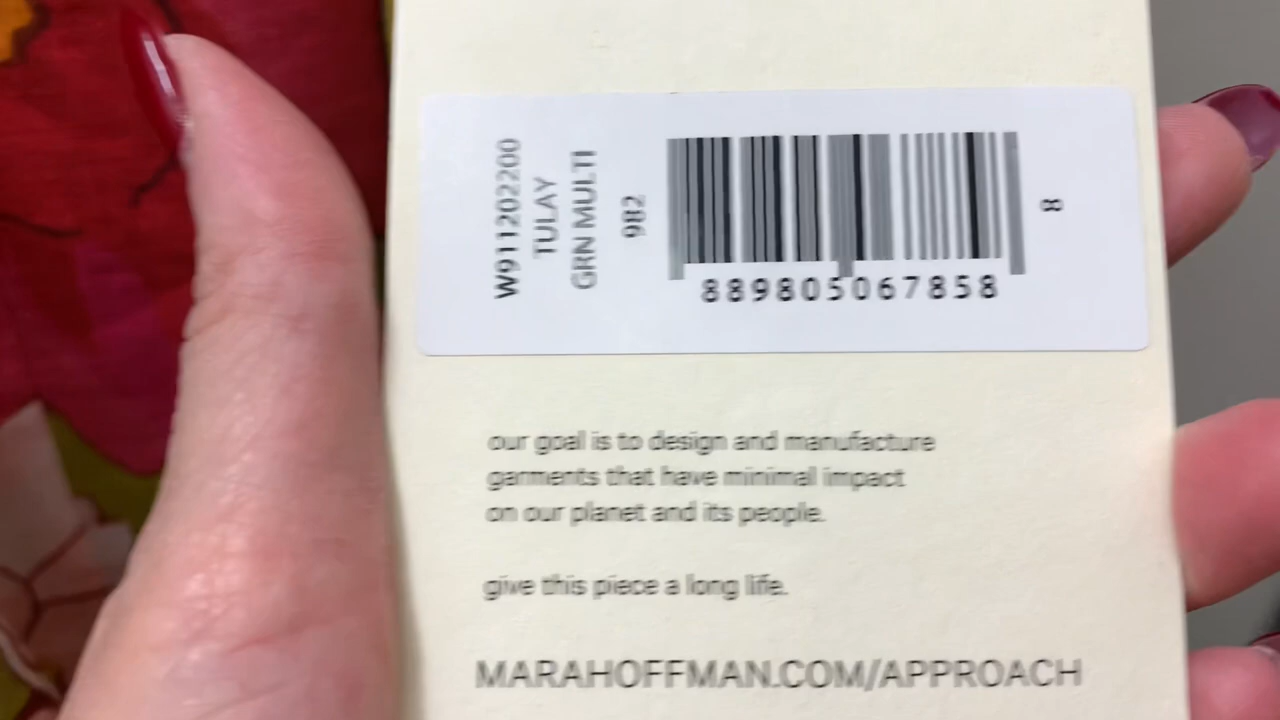 W911202200
TULAY
GRN MULTI
982
889805067858
8
our goal is to design and manufacture
garments that have minimal impact
on our planet and its people.
give this piece a long life.
MARAHOFFMAN.COM/APPROACH